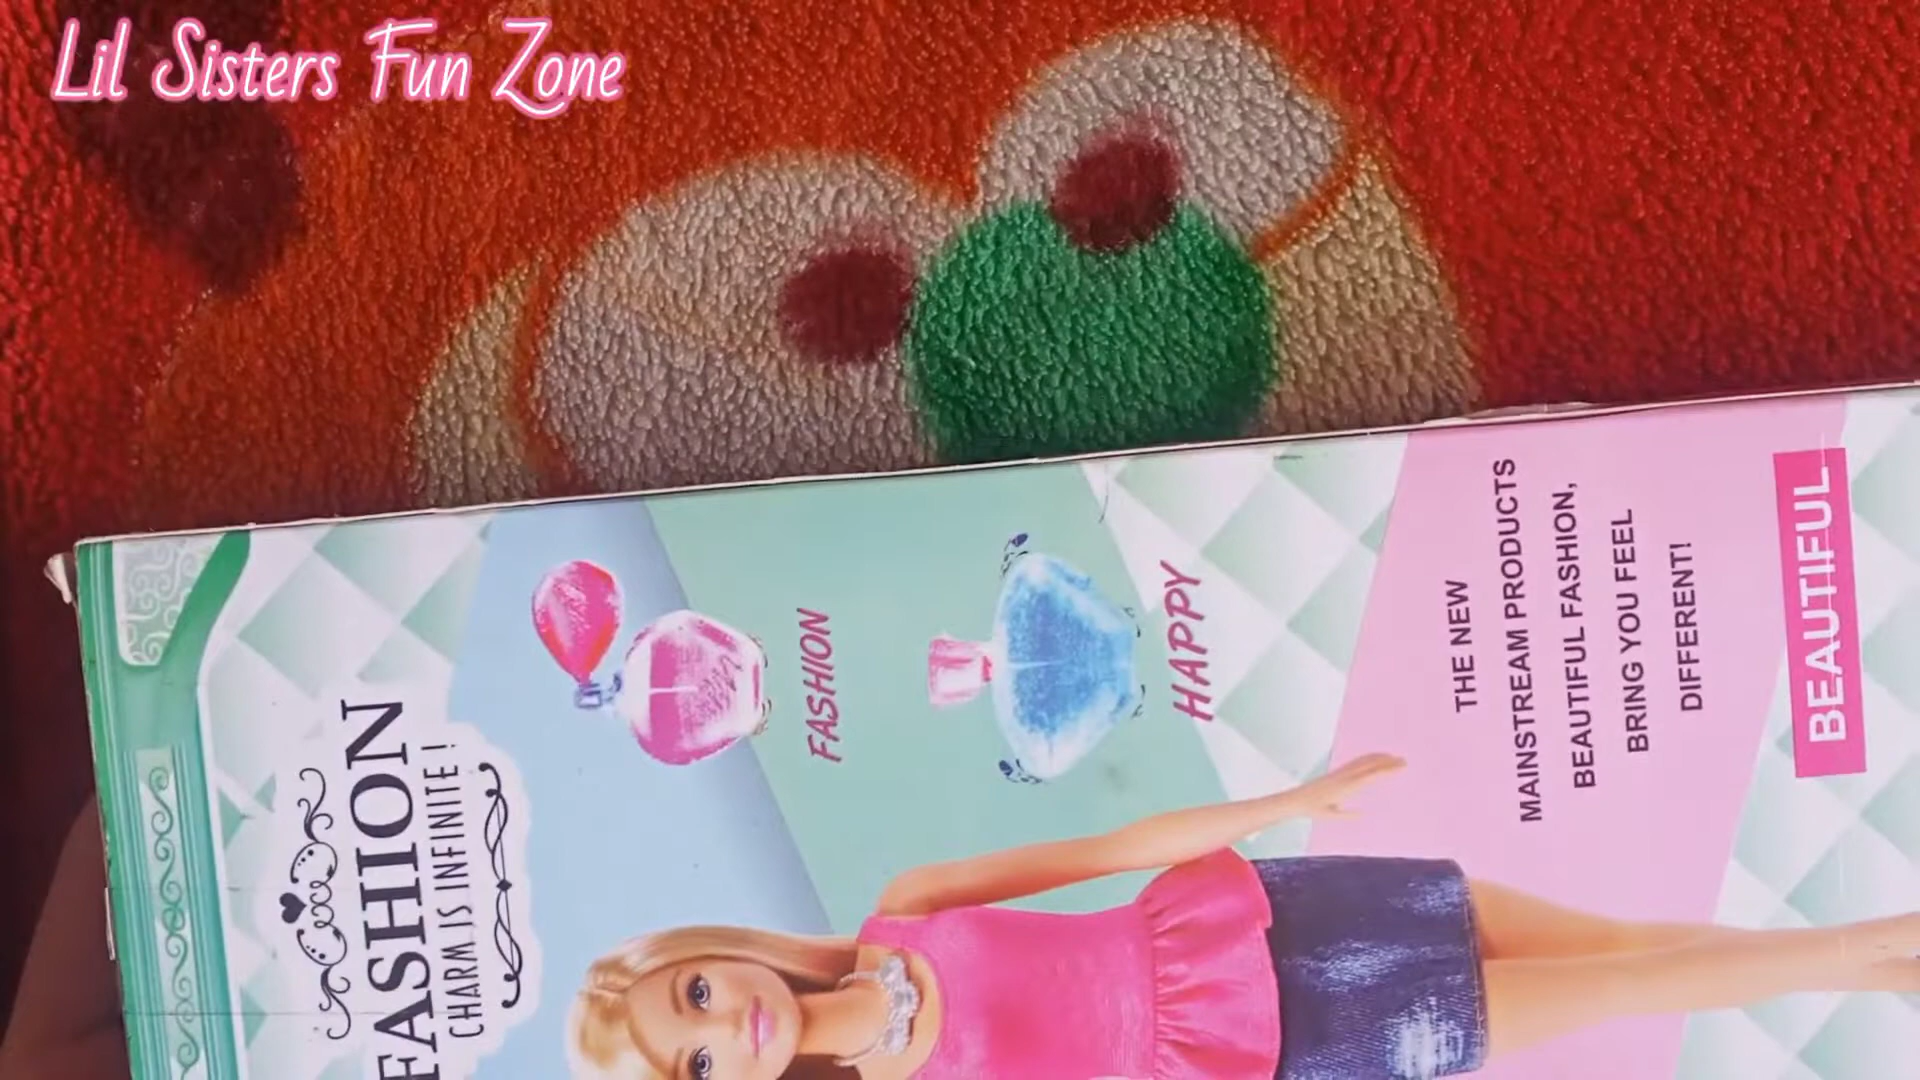 Lil Sisters Fun Zone
FASHION
CHARM IS INFINITE!
FASHION
HAPPY
THE NEW
MAINSTREAM PRODUCTS
BEAUTIFUL FASHION,
BRING YOU FEEL
DIFFERENT!
BEAUTIFUL